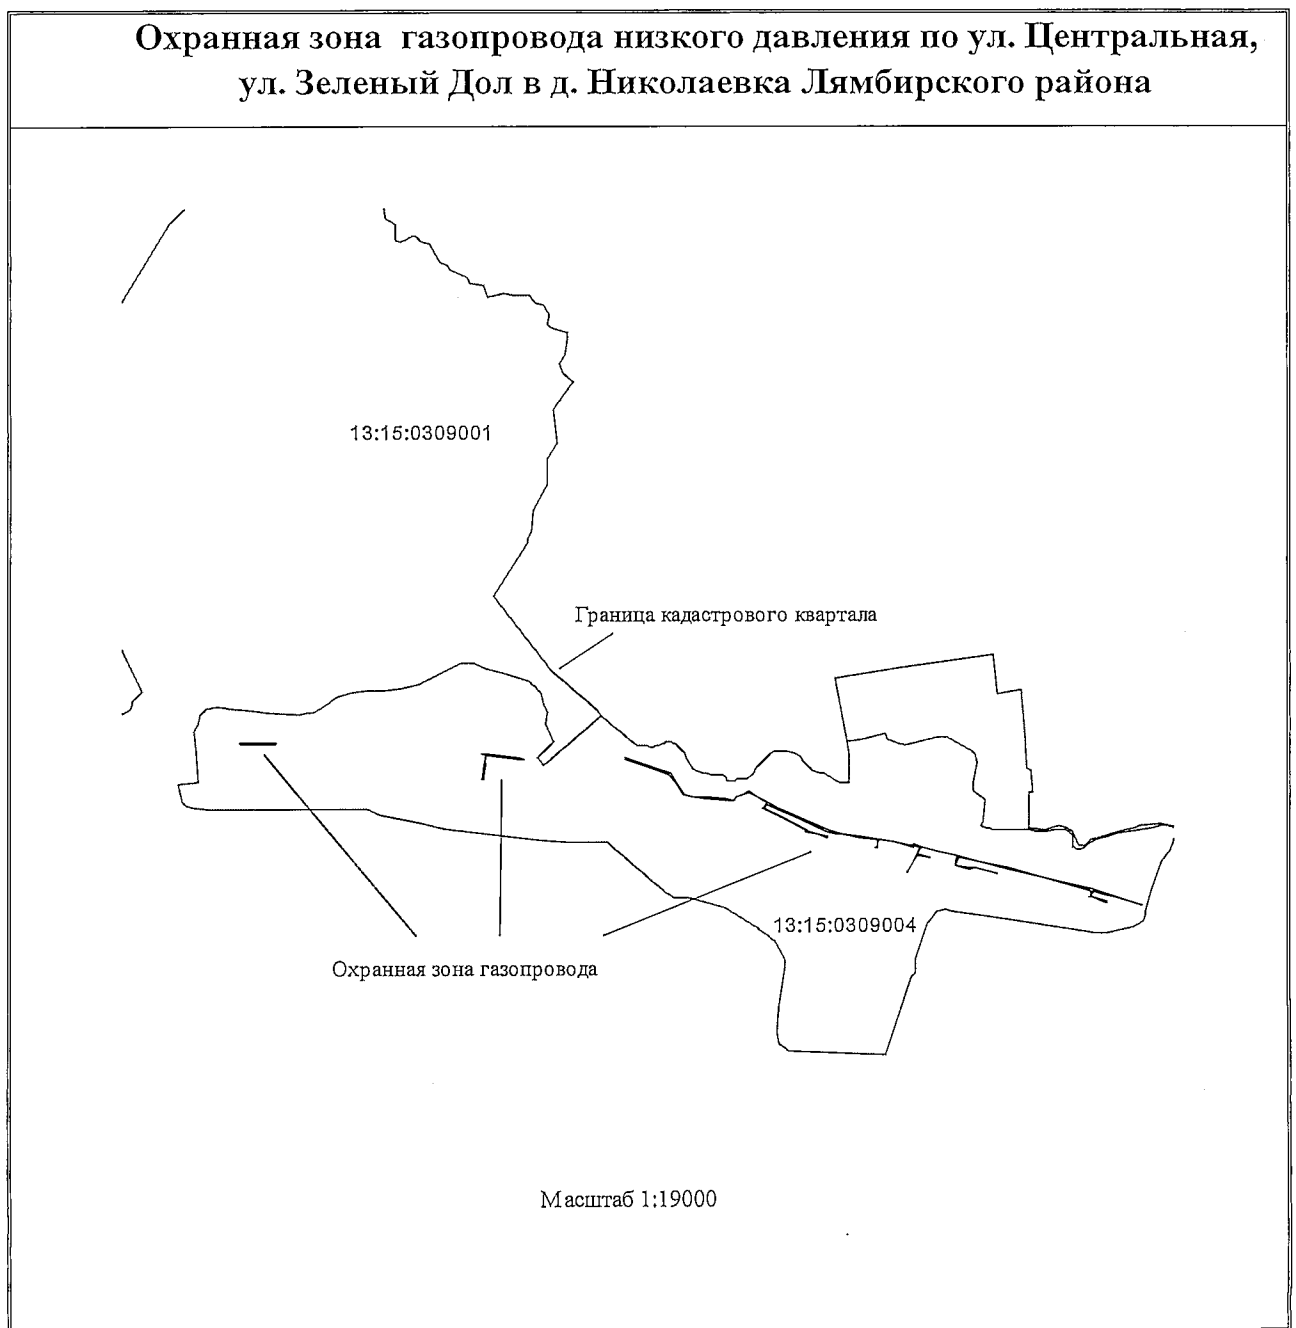 Охранная зона газопровода низкого давления по ул. Центральная,
ул. Зеленый Дол в д. Николаевка Лямбирского района
13:15:0309001
Граница кадастрового квартала
13:15:0309004
Охранная зона газопровода
Масштаб 1:19000